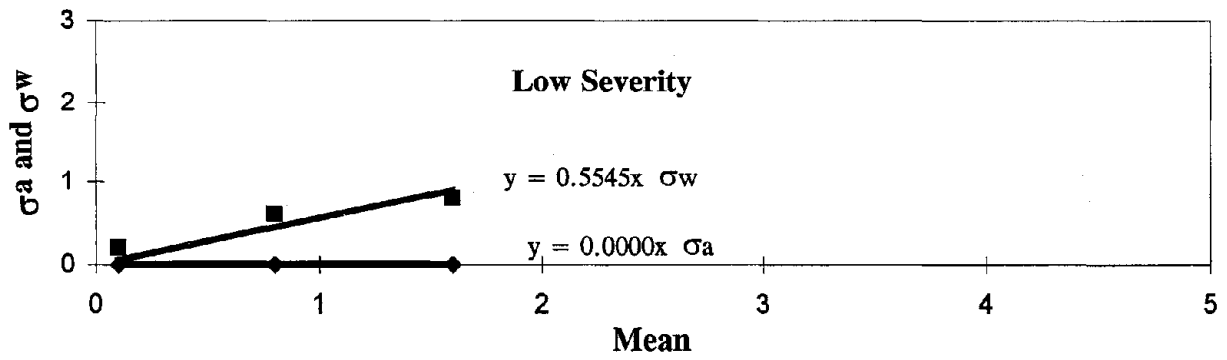 3
Low Severity
2
σa and σw
y = 0.5545x σw
1
y = 0.0000x σa
0
0 1 2 3 4 5
Mean